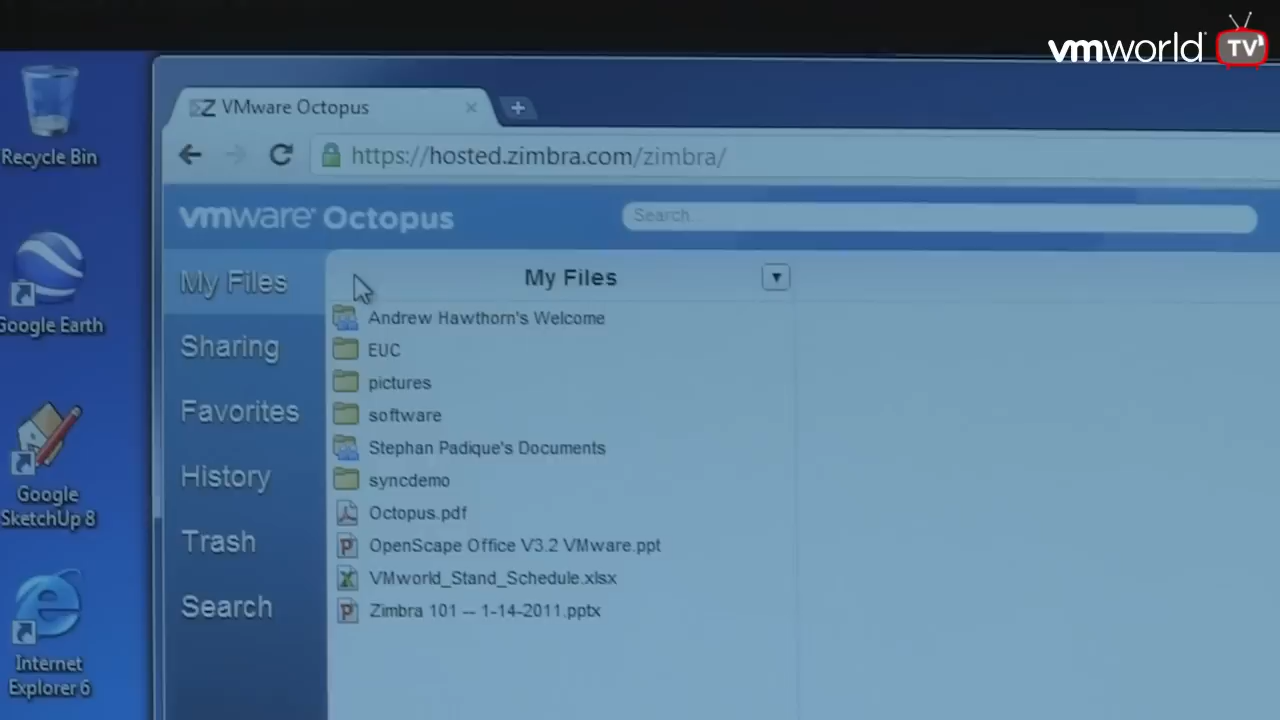 vmworld TV
Recycle Bin
Google Earth
Google
SketchUp 8
Internet
Explorer 6
VMware Octopus
https://hosted.zimbra.com/zimbra/
vmware Octopus
Search...
My Files
Sharing
Favorites
History
Trash
Search
My Files
Andrew Hawthorn's Welcome
EUC
pictures
software
Stephan Padique's Documents
syncdemo
Octopus.pdf
OpenScape Office V3.2 VMware.ppt
VMworld_Stand_Schedule.xlsx
Zimbra 101 -- 1-14-2011.pptx